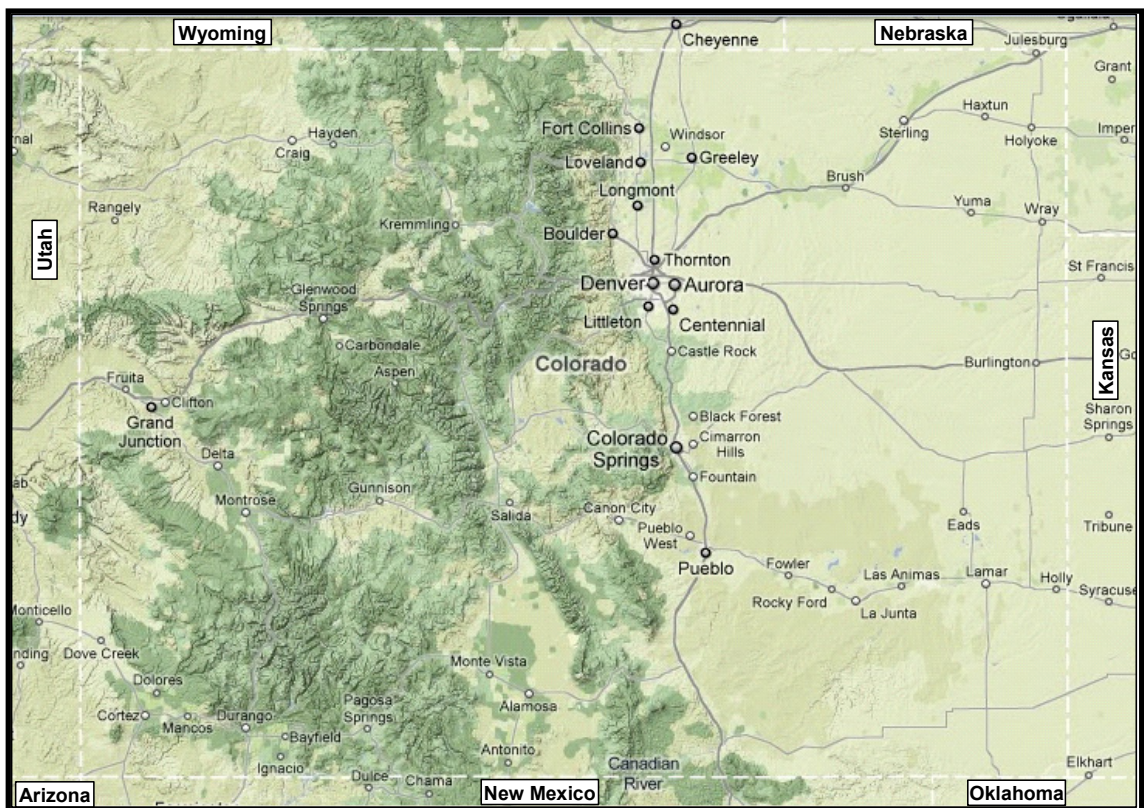 Wyoming
Nebraska
Cheyenne
Julesburg
Grant
Haxtun
Sterling
Holyoke
Fort Collins
Windsor
Hayden
Craig
Loveland
Greeley
Longmont
Brush
Yuma
Wray
Rangely
Kremmling
Boulder
Utah
Thornton
St Francis
Denver
Aurora
Glenwood
Springs
Littleton
Centennial
Carbondale
Castle Rock
Colorado
Burlington
Kansas
Aspen
Fruita
Clifton
Grand
Junction
Sharon
Springs
Black Forest
Colorado
Springs
Cimarron
Hills
Delta
Fountain
Montrose
Gunnison
Salida
Canon City
Pueblo
West
Eads
Tribune
Pueblo
Fowler
Las Animas
Lamar
Holly
Rocky Ford
La Junta
Syracuse
Monticello
Dove Creek
Monte Vista
Dolores
Alamosa
Pagosa
Springs
Cortez
Mancos
Durango
Bayfield
Antonito
Ignacio
Canadian
River
Elkhart
Dulce
Chama
Arizona
New Mexico
Oklahoma